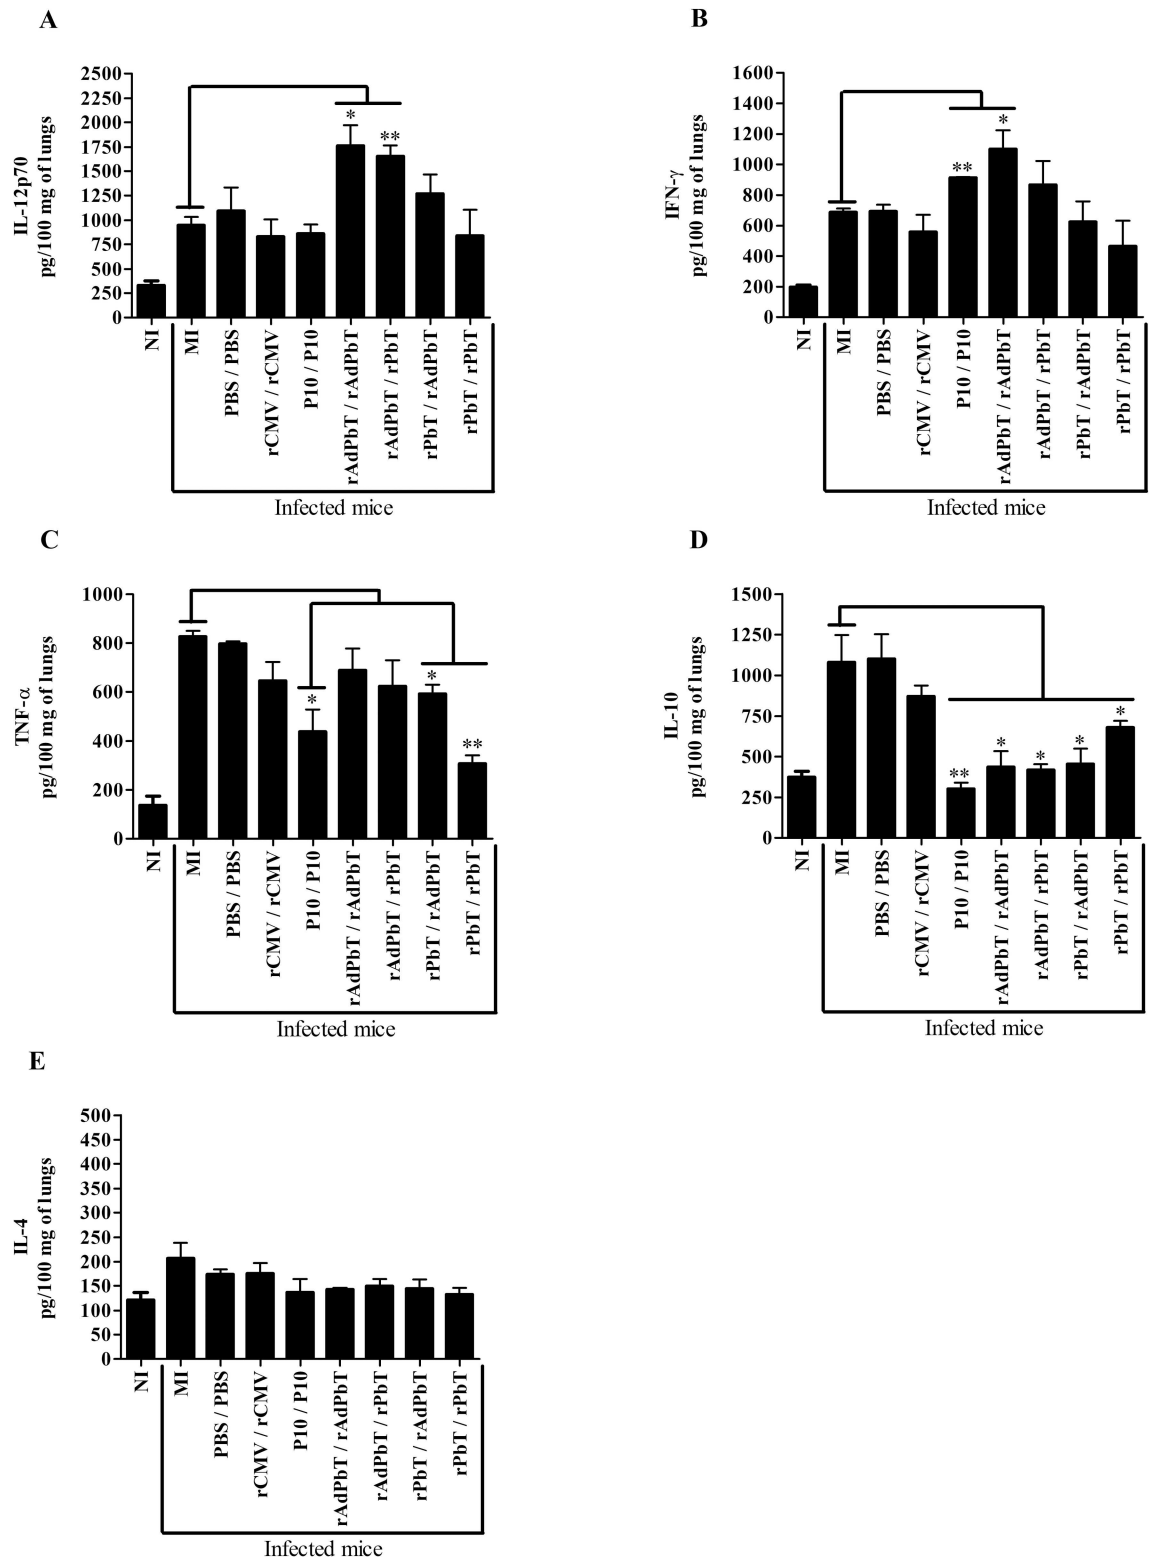 A
IL-12p70
pg/100 mg of lungs
2500
2250
2000
1750
1500
1250
1000
750
500
250
0
*
**
NI
MI
PBS / PBS
rCMV / rCMV
P10 / P10
rAdPbT / rAdPbT
rAdPbT / rPbT
rPbT / rAdPbT
rPbT / rPbT
Infected mice
B
IFN-γ
pg/100 mg of lungs
1600
1400
1200
1000
800
600
400
200
0
**
*
NI
MI
PBS / PBS
rCMV / rCMV
P10 / P10
rAdPbT / rAdPbT
rAdPbT / rPbT
rPbT / rAdPbT
rPbT / rPbT
Infected mice
C
TNF-α
pg/100 mg of lungs
1000
800
600
400
200
0
*
*
**
NI
MI
PBS / PBS
rCMV / rCMV
P10 / P10
rAdPbT / rAdPbT
rAdPbT / rPbT
rPbT / rAdPbT
rPbT / rPbT
Infected mice
D
IL-10
pg/100 mg of lungs
1500
1250
1000
750
500
250
0
**
*
*
*
*
NI
MI
PBS / PBS
rCMV / rCMV
P10 / P10
rAdPbT / rAdPbT
rAdPbT / rPbT
rPbT / rAdPbT
rPbT / rPbT
Infected mice
E
IL-4
pg/100 mg of lungs
500
450
400
350
300
250
200
150
100
50
0
NI
MI
PBS / PBS
rCMV / rCMV
P10 / P10
rAdPbT / rAdPbT
rAdPbT / rPbT
rPbT / rAdPbT
rPbT / rPbT
Infected mice